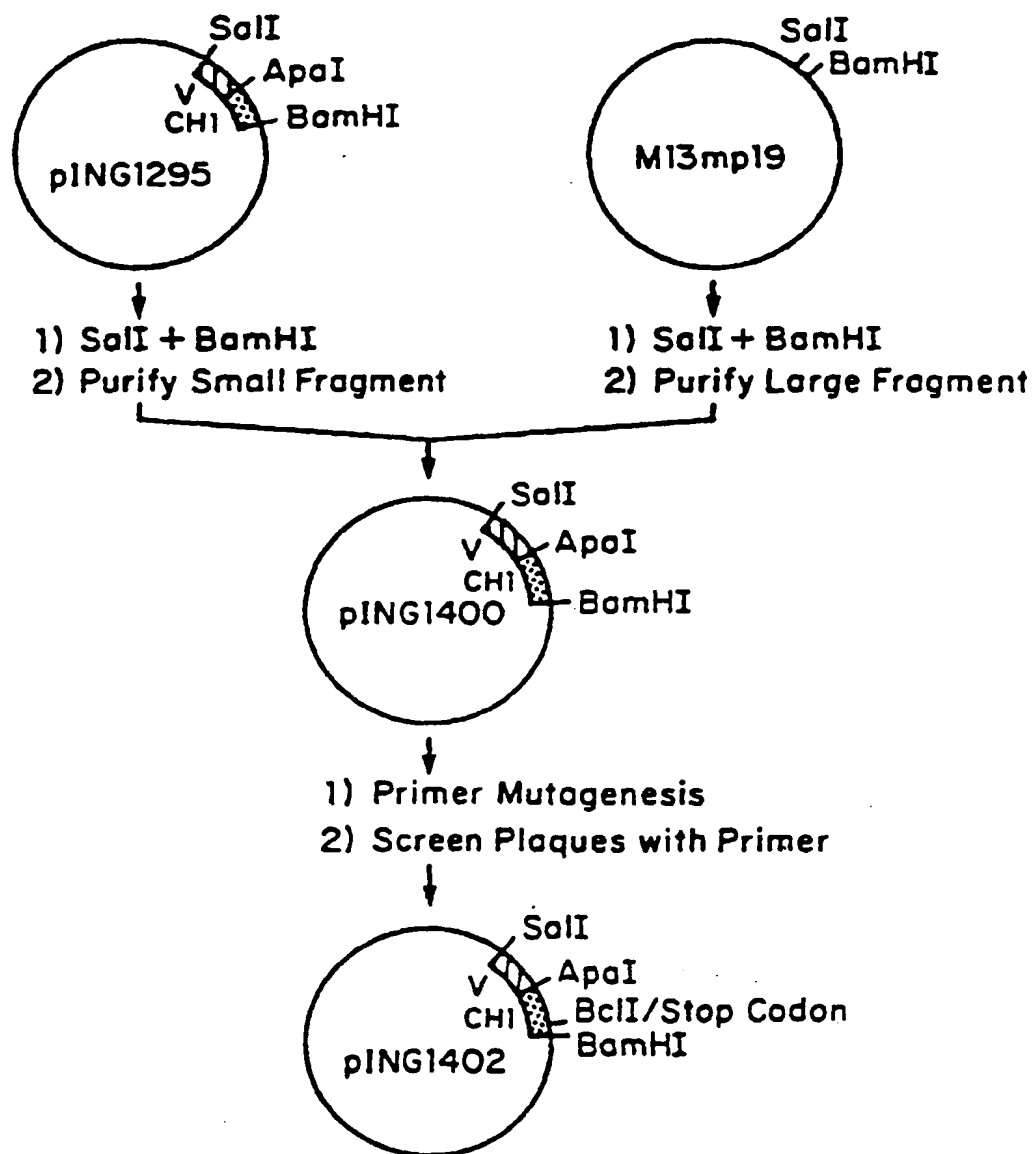 SalI
ApaI
V
CH1
BamHI
pING1295
SalI
BamHI
M13mp19
1) SalI + BamHI
2) Purify Small Fragment
1) SalI + BamHI
2) Purify Large Fragment
SalI
V
ApaI
CH1
BamHI
pING1400
1) Primer Mutagenesis
2) Screen Plaques with Primer
SalI
V
ApaI
CH1
BclI/Stop Codon
BamHI
pING1402